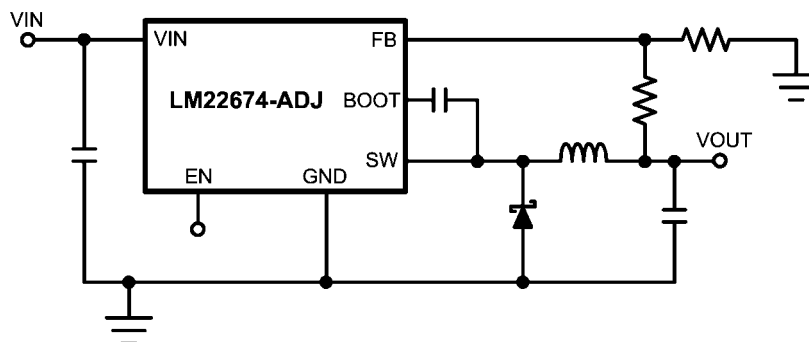 VIN
VIN
FB
LM22674-ADJ
BOOT
SW
VOUT
EN
GND